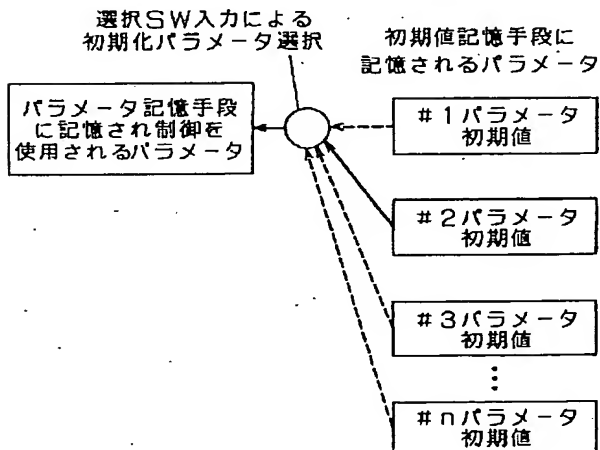 選択SW入力による
初期化パラメータ選択
初期値記憶手段に
記憶されるパラメータ
パラメータ記憶手段
に記憶され制御を
使用されるパラメータ
#1パラメータ
初期値
#2パラメータ
初期値
#3パラメータ
初期値
⋮
#nパラメータ
初期値